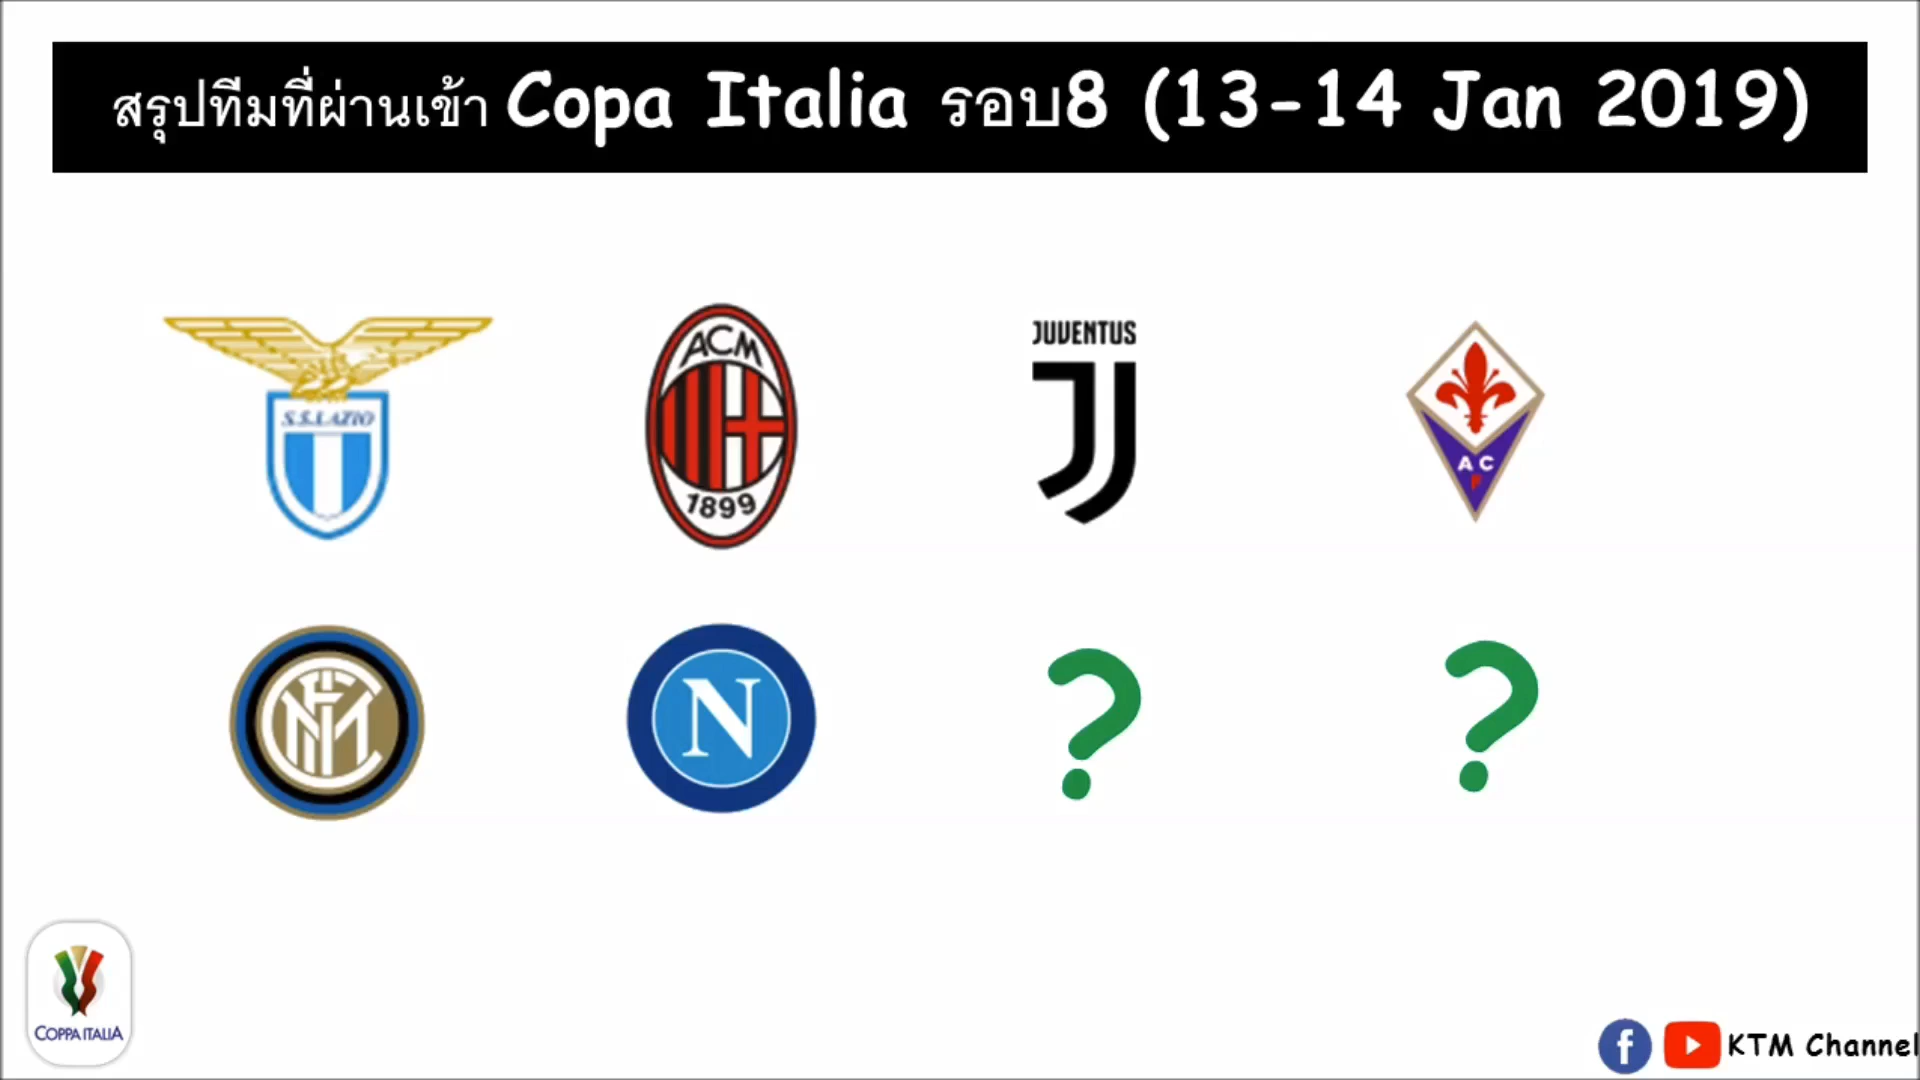 สรุปทีมที่ผ่านเข้า Copa Italia รอบ8 (13-14 Jan 2019)
S.S.LAZIO
ACM
1899
JUVENTUS
A C
F
N
? ?
COPPA ITALIA
f KTM Channel